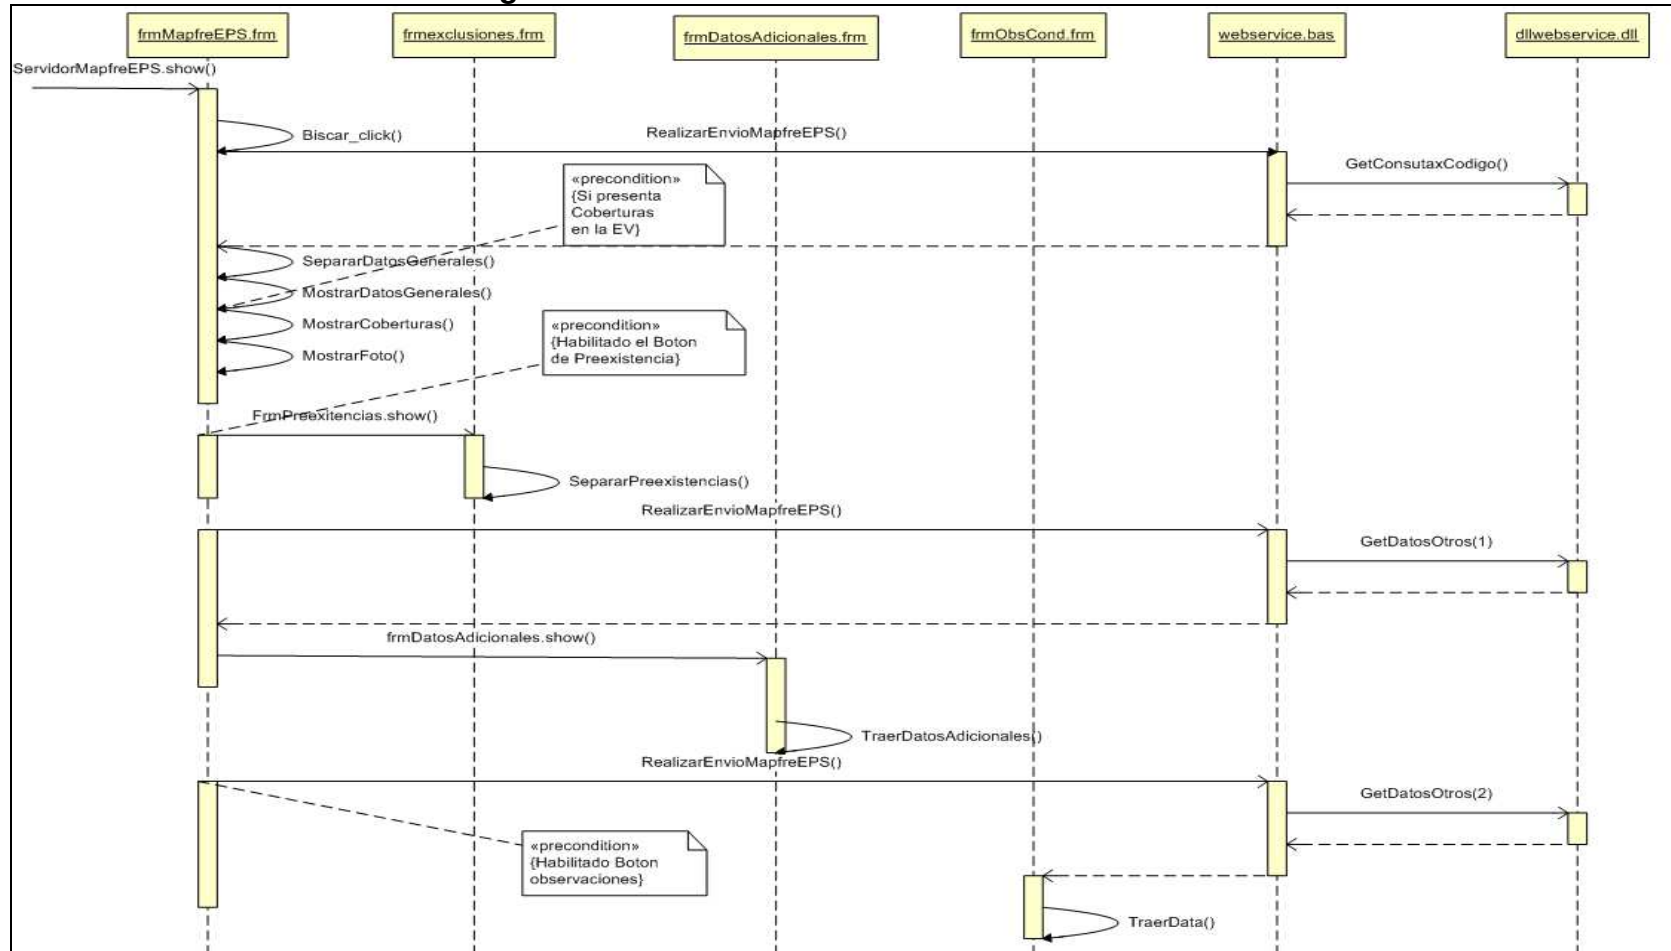 frmMapfreEPS.frm
frmexclusiones.frm
frmDatosAdicionales.frm
frmObsCond.frm
webservice.bas
dllwebservice.dll
ServidorMapfreEPS.show()
Biscar_click()
RealizarEnvioMapfreEPS()
GetConsutaxCodigo()
«precondition»
{Si presenta
Coberturas
en la EV}
SepararDatosGenerales()
MostrarDatosGenerales()
MostrarCoberturas()
MostrarFoto()
«precondition»
{Habilitado el Boton
de Preexistencia}
FrmPreexitencias.show()
SepararPreexistencias()
RealizarEnvioMapfreEPS()
GetDatosOtros(1)
frmDatosAdicionales.show()
TraerDatosAdicionales()
RealizarEnvioMapfreEPS()
GetDatosOtros(2)
«precondition»
{Habilitado Boton
observaciones}
TraerData()